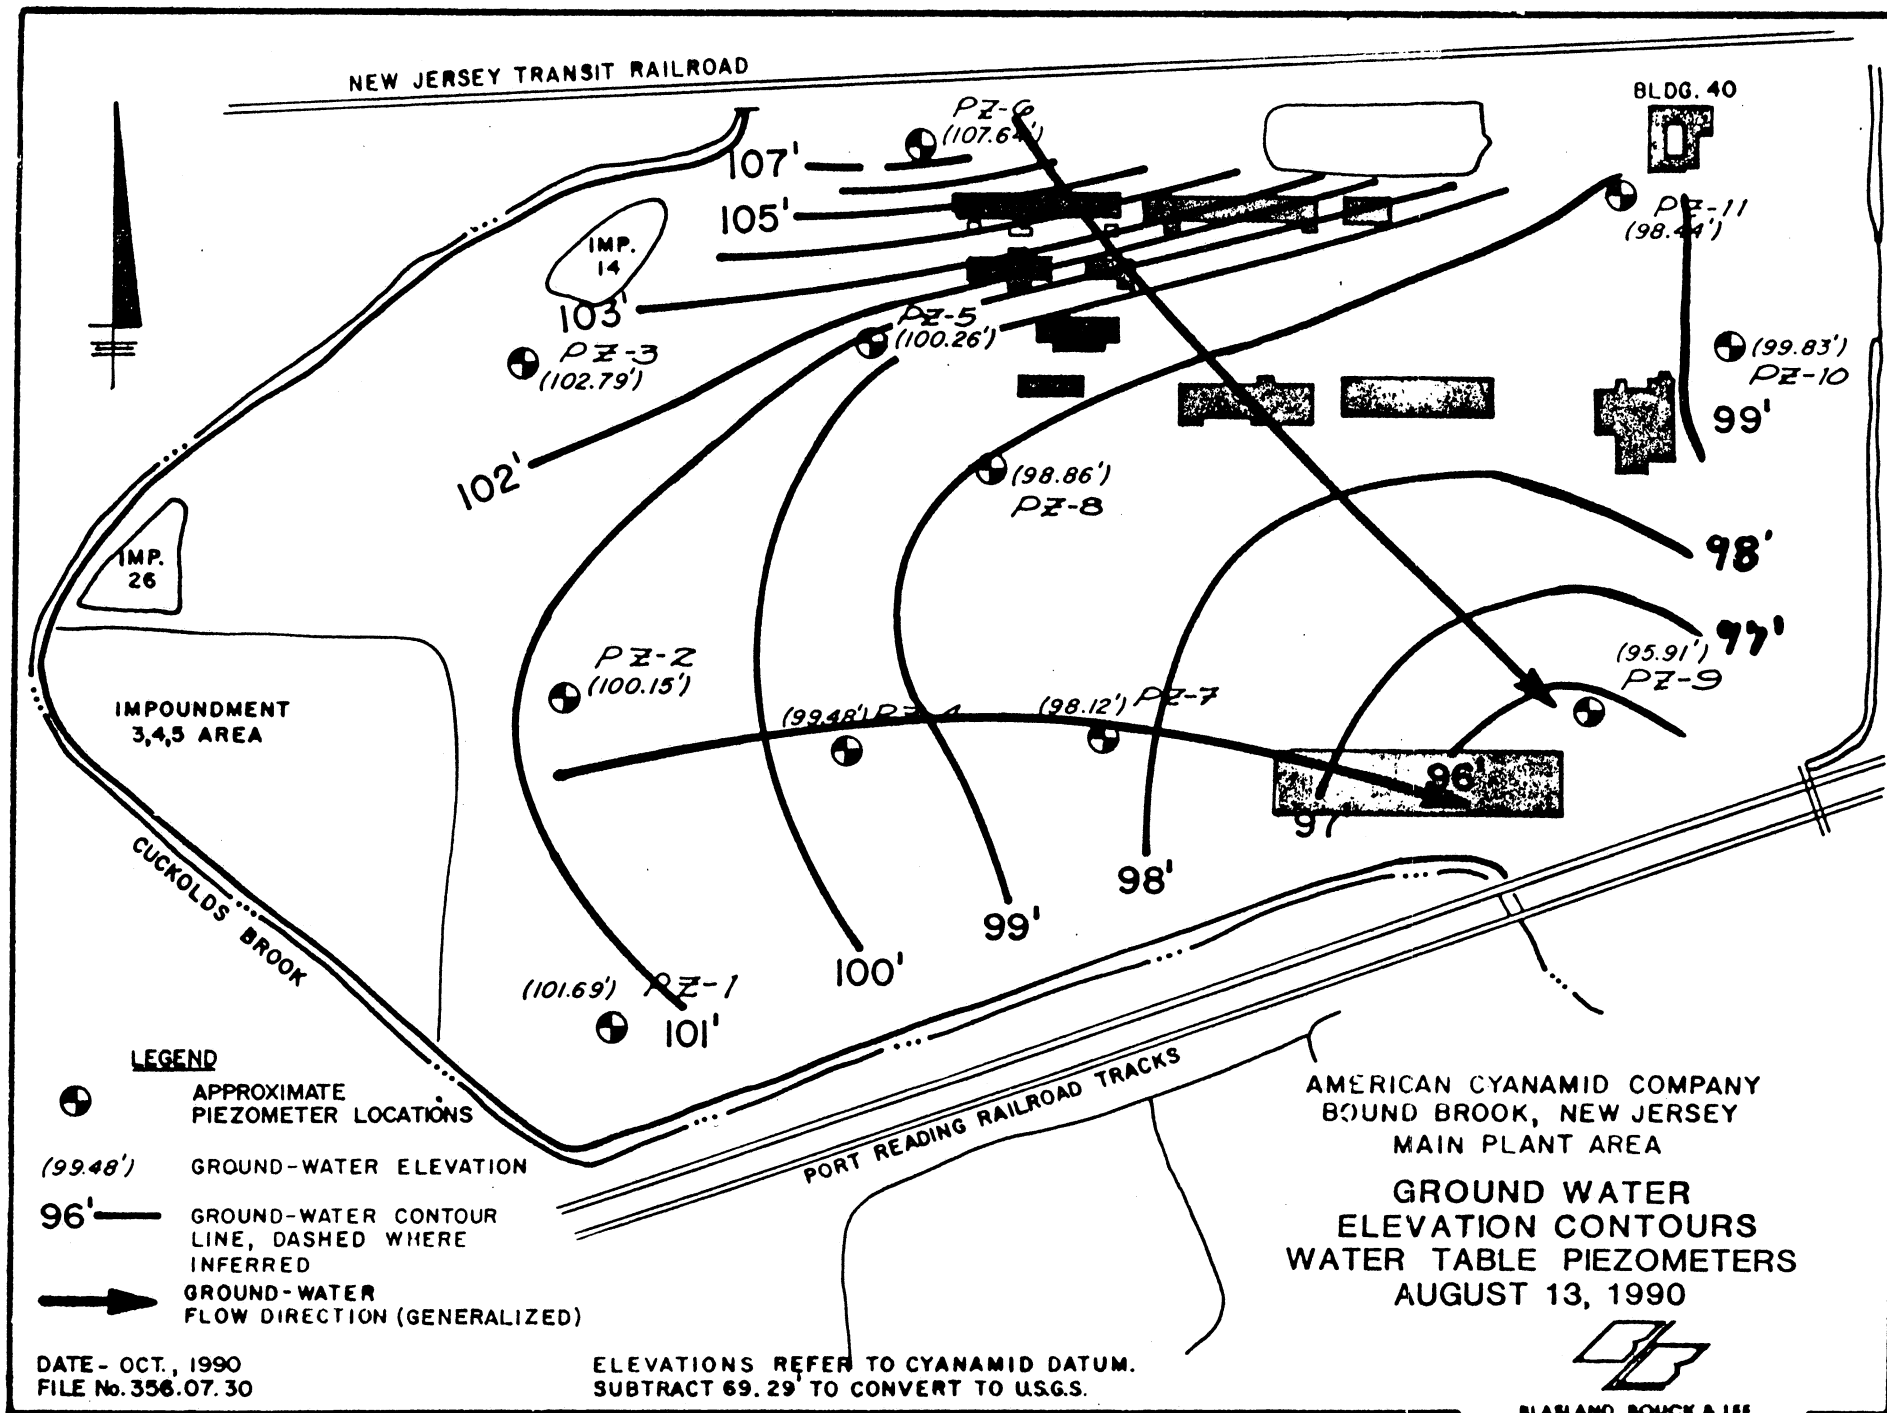 NEW JERSEY TRANSIT RAILROAD
BLDG. 40
PZ-6
(107.64')
107'
105'
PZ-11
(98.44')
IMP.
14
103'
PZ-5
(100.26')
PZ-3
(102.79')
(99.83')
PZ-10
99'
102'
(98.86')
PZ-8
98'
IMP.
26
97'
PZ-2
(100.15')
(95.91')
PZ-9
IMPOUNDMENT
3,4,5 AREA
(99.48')
(98.12') PZ-7
96'
98'
99'
100'
CUCKOLDS BROOK
(101.69') PZ-1
101'
LEGEND
APPROXIMATE
PIEZOMETER LOCATIONS
(99.48') GROUND-WATER ELEVATION
96' GROUND-WATER CONTOUR
LINE, DASHED WHERE
INFERRED
GROUND-WATER
FLOW DIRECTION (GENERALIZED)
PORT READING RAILROAD TRACKS
AMERICAN CYANAMID COMPANY
BOUND BROOK, NEW JERSEY
MAIN PLANT AREA
GROUND WATER
ELEVATION CONTOURS
WATER TABLE PIEZOMETERS
AUGUST 13, 1990
DATE - OCT., 1990
FILE No. 356.07.30
ELEVATIONS REFER TO CYANAMID DATUM.
SUBTRACT 69.29' TO CONVERT TO U.S.G.S.